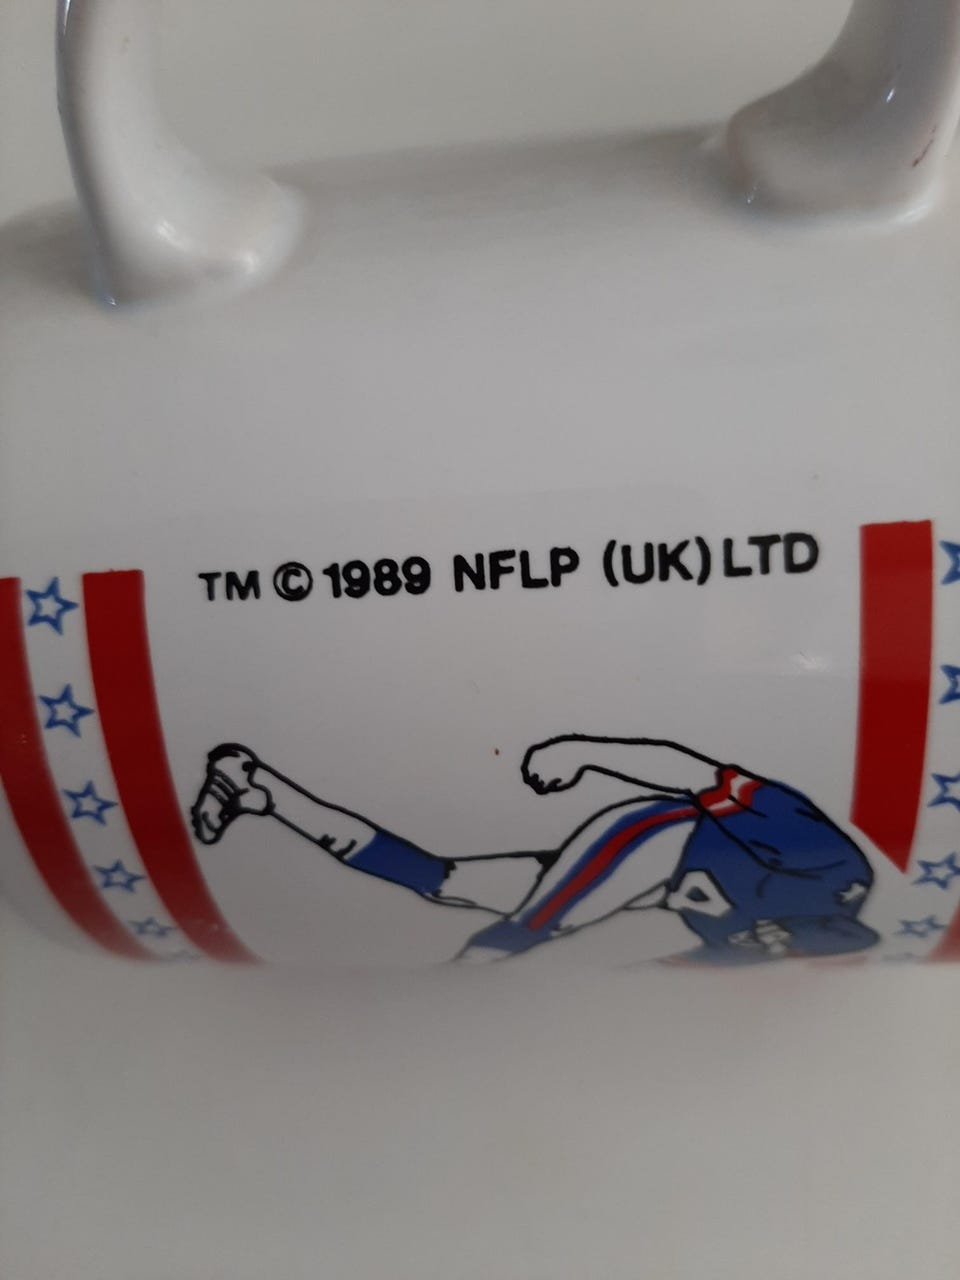 TM © 1989 NFLP (UK) LTD